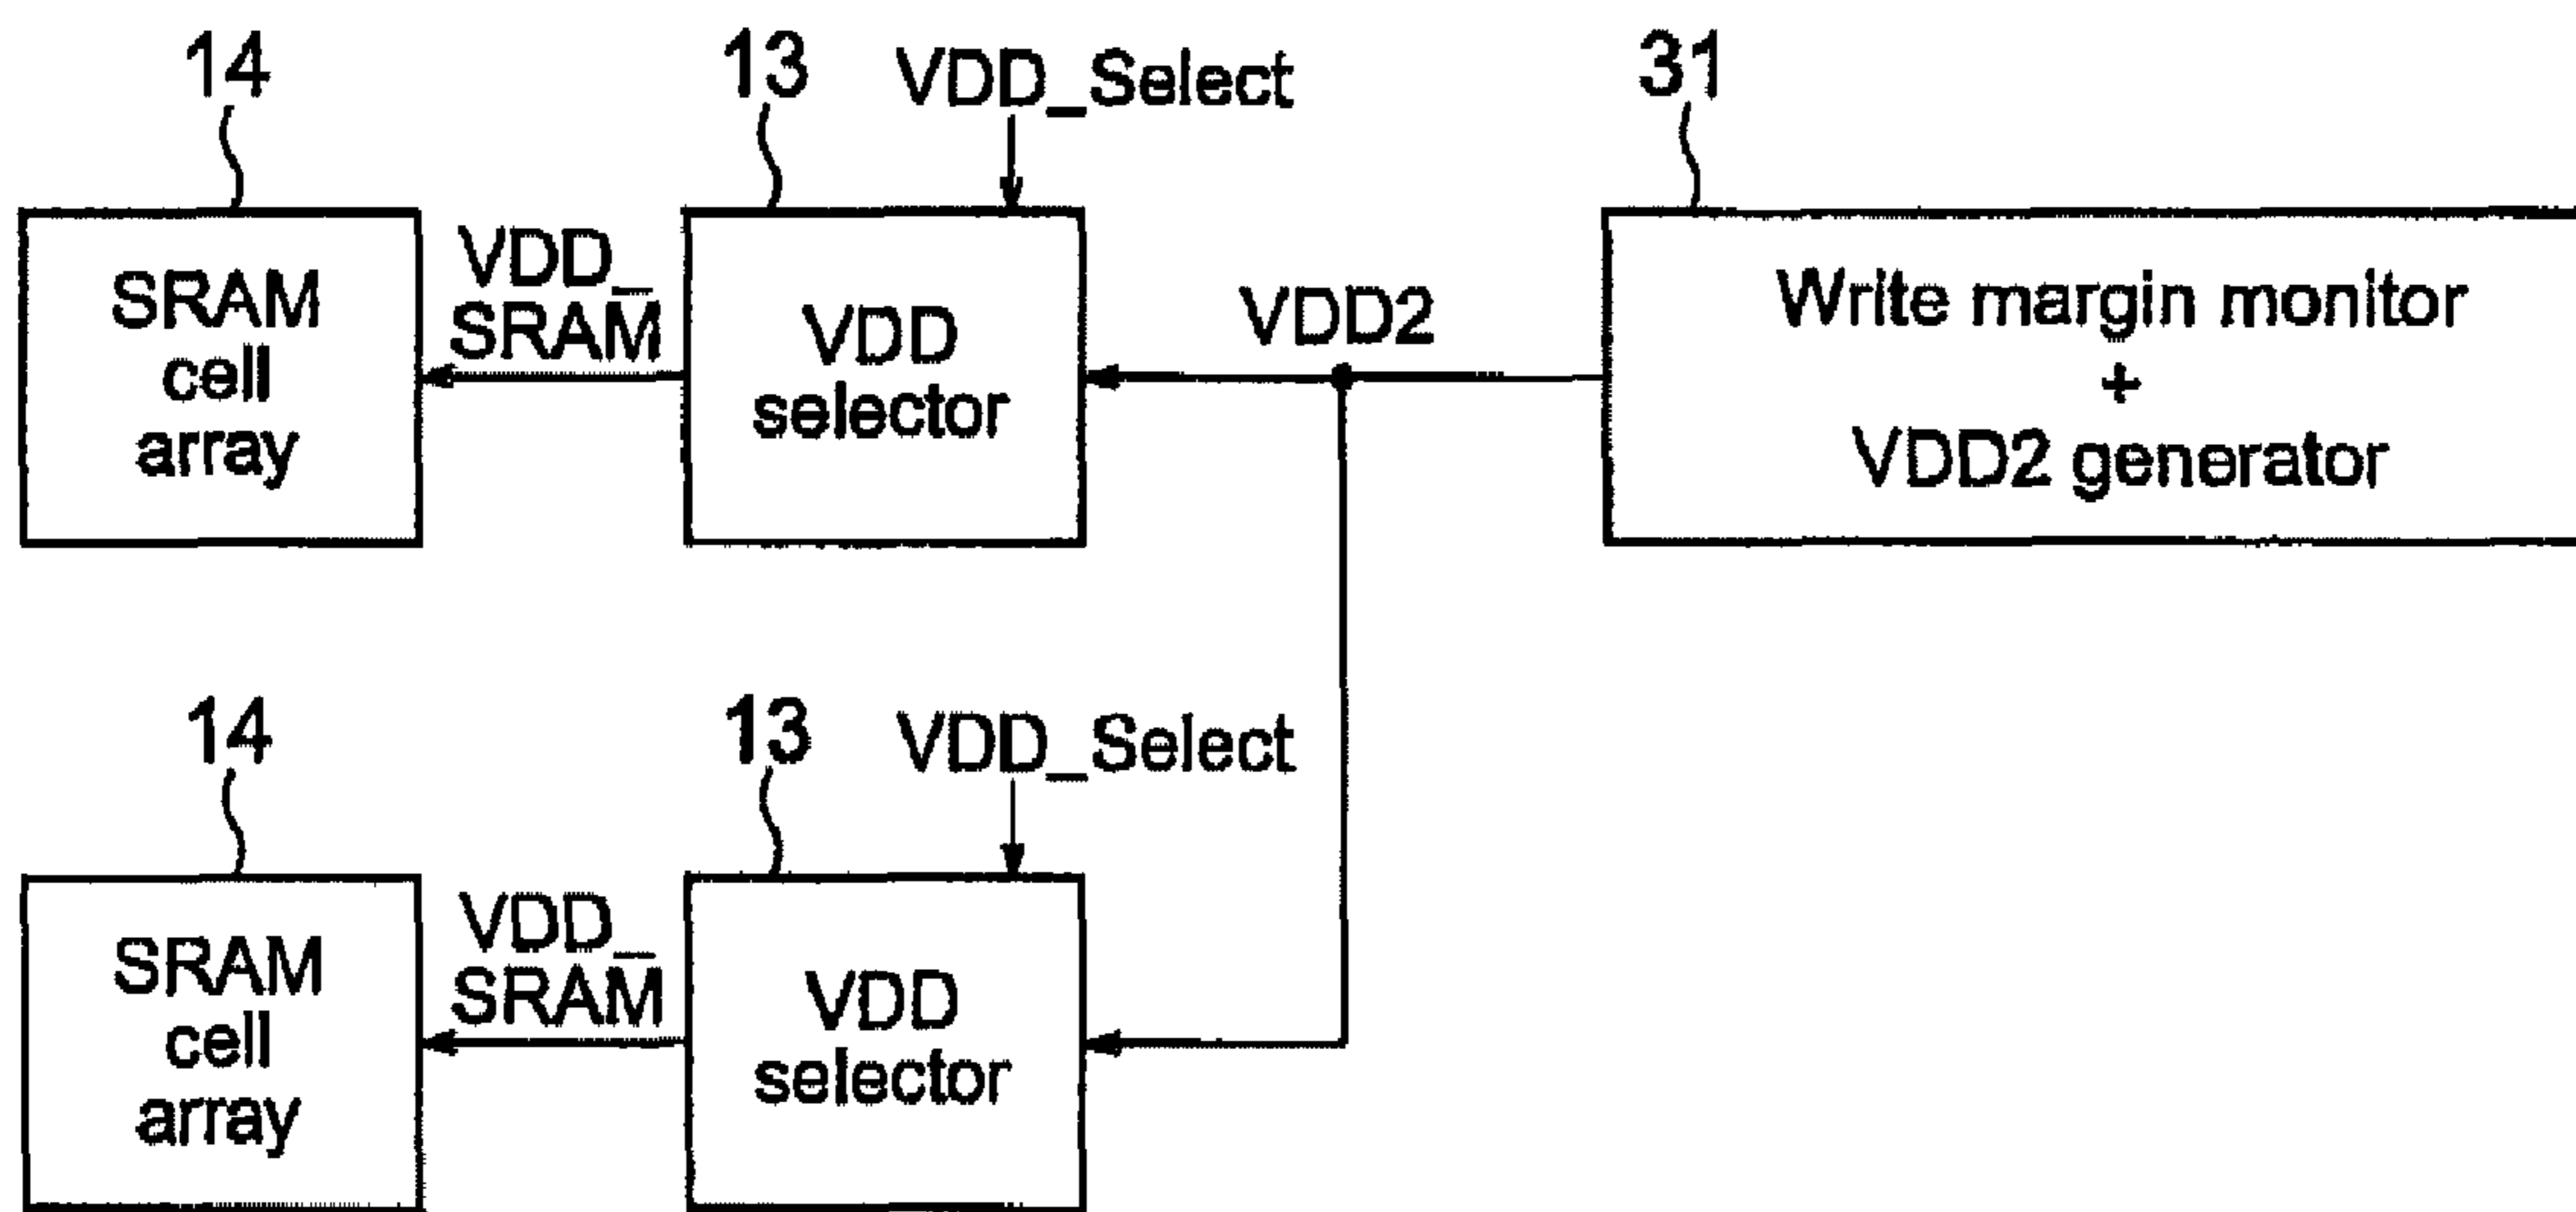 14
13
VDD_Select
31
SRAM
cell
array
VDD_
SRAM
VDD
selector
VDD2
Write margin monitor
+
VDD2 generator
14
13
VDD_Select
SRAM
cell
array
VDD_
SRAM
VDD
selector